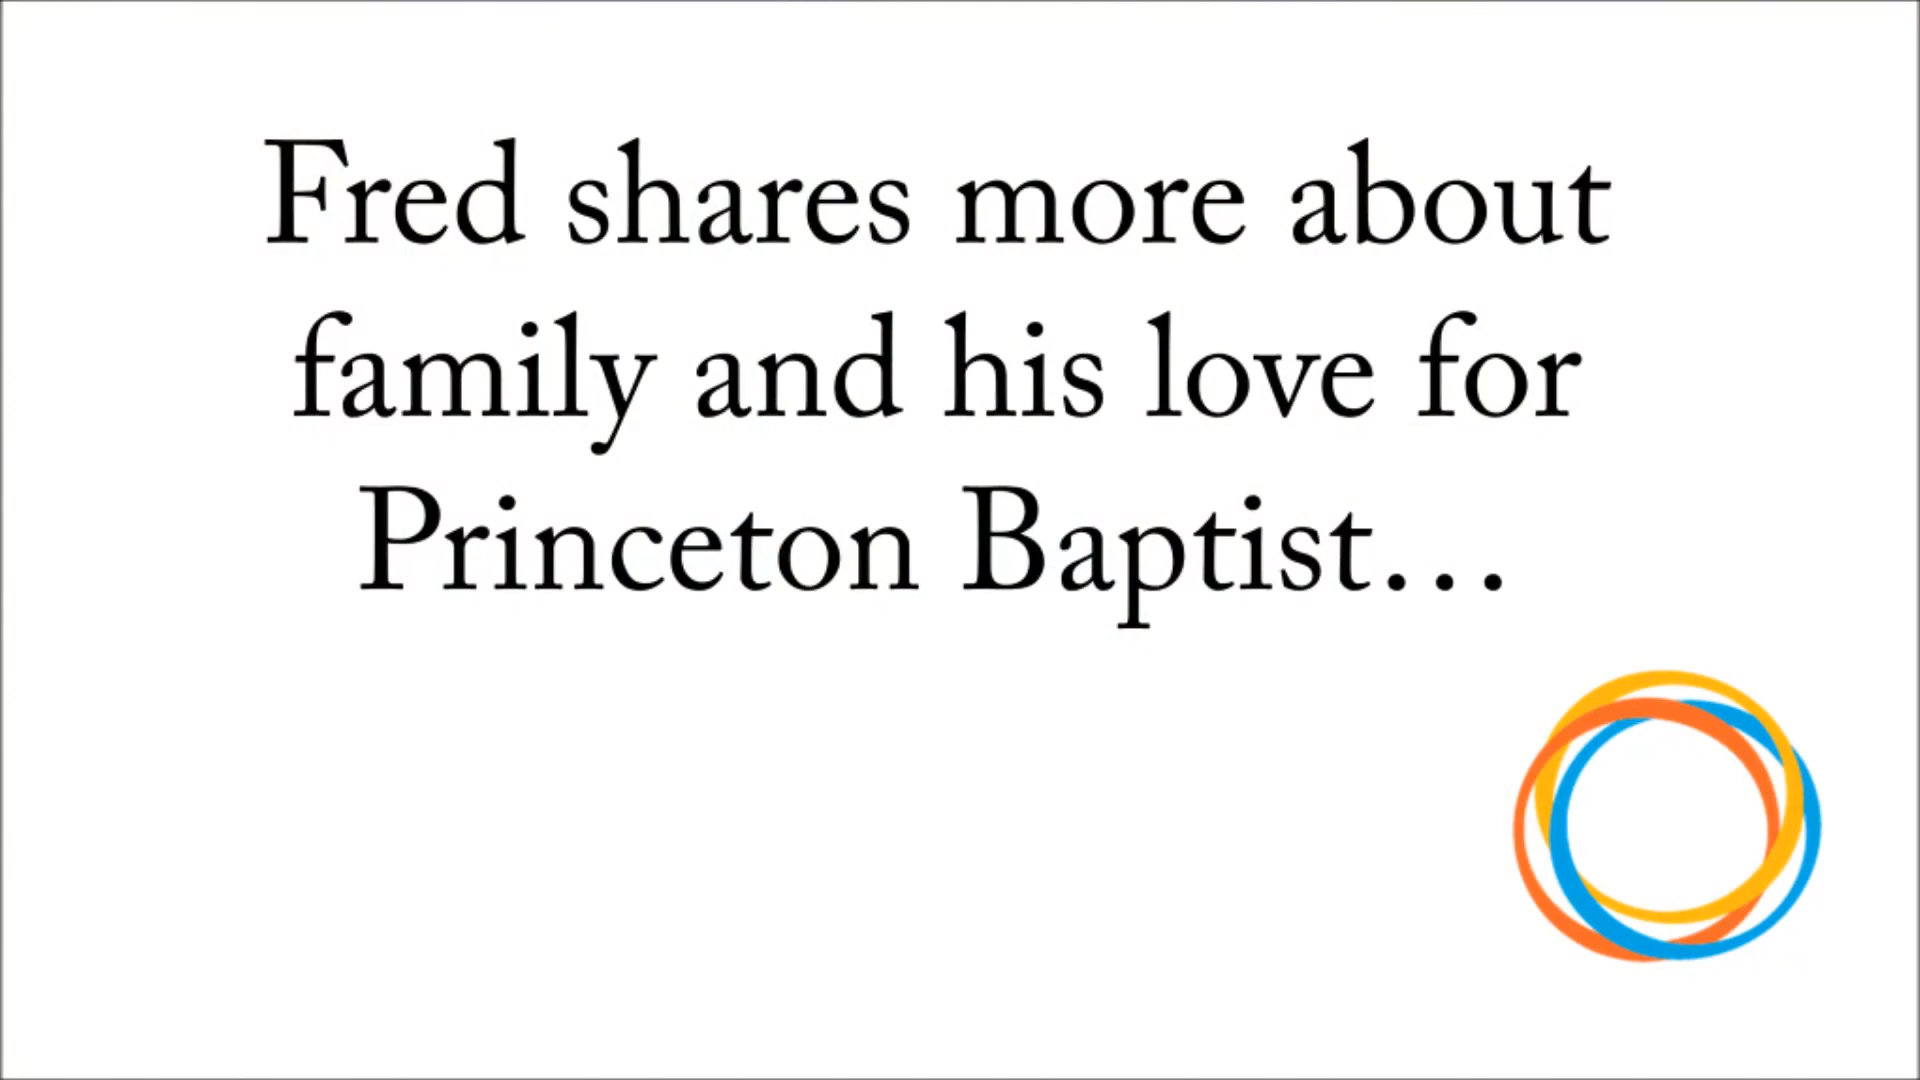 Fred shares more about
family and his love for
Princeton Baptist…